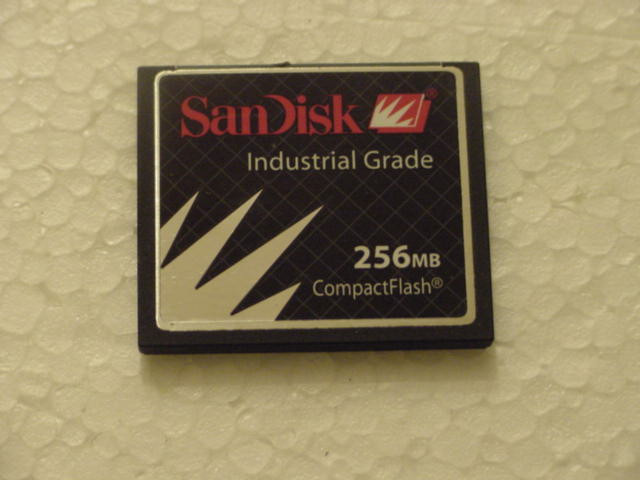 SanDisk®
Industrial Grade
256MB
CompactFlash®